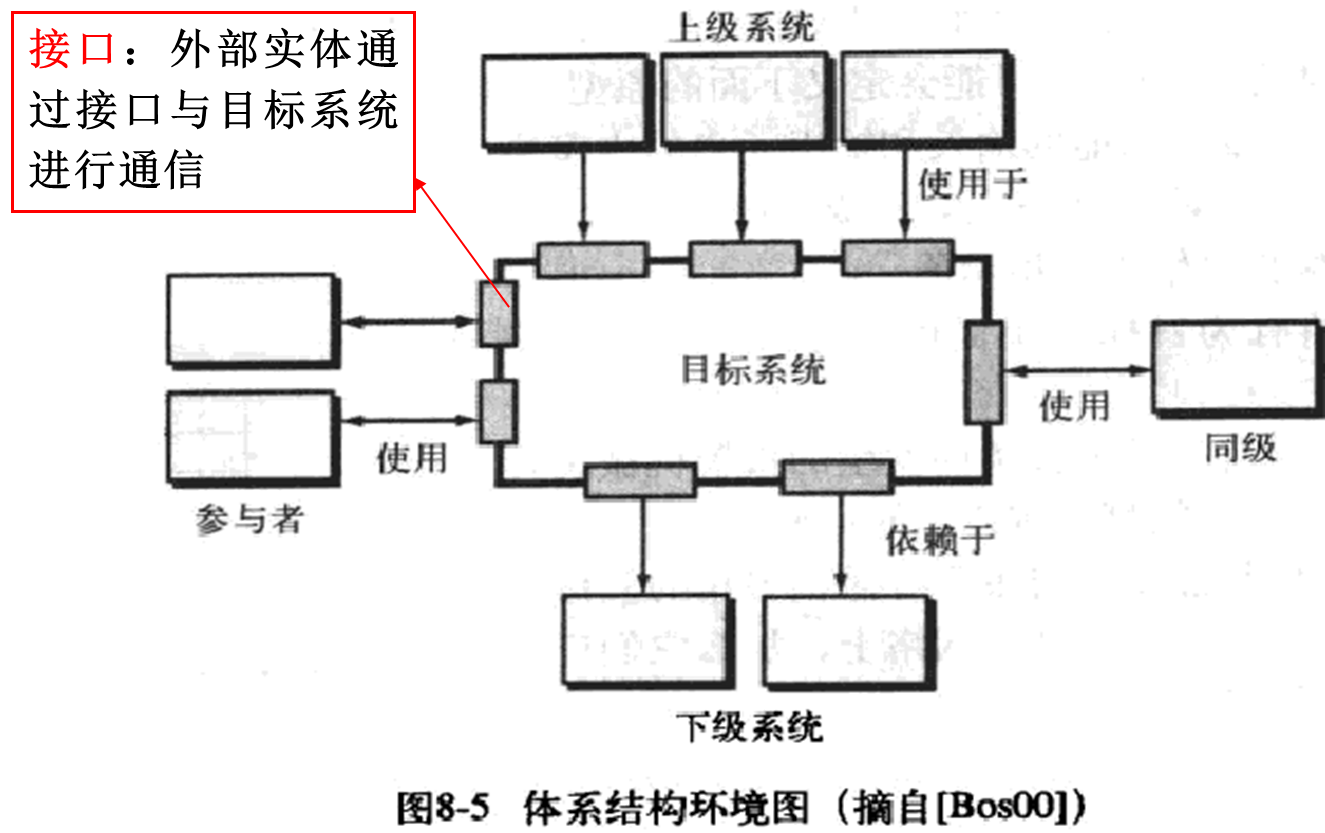 接口：外部实体通
过接口与目标系统
进行通信
上级系统
使用于
目标系统
使用
同级
使用
参与者
依赖于
下级系统
图8-5 体系结构环境图（摘自[Bos00]）